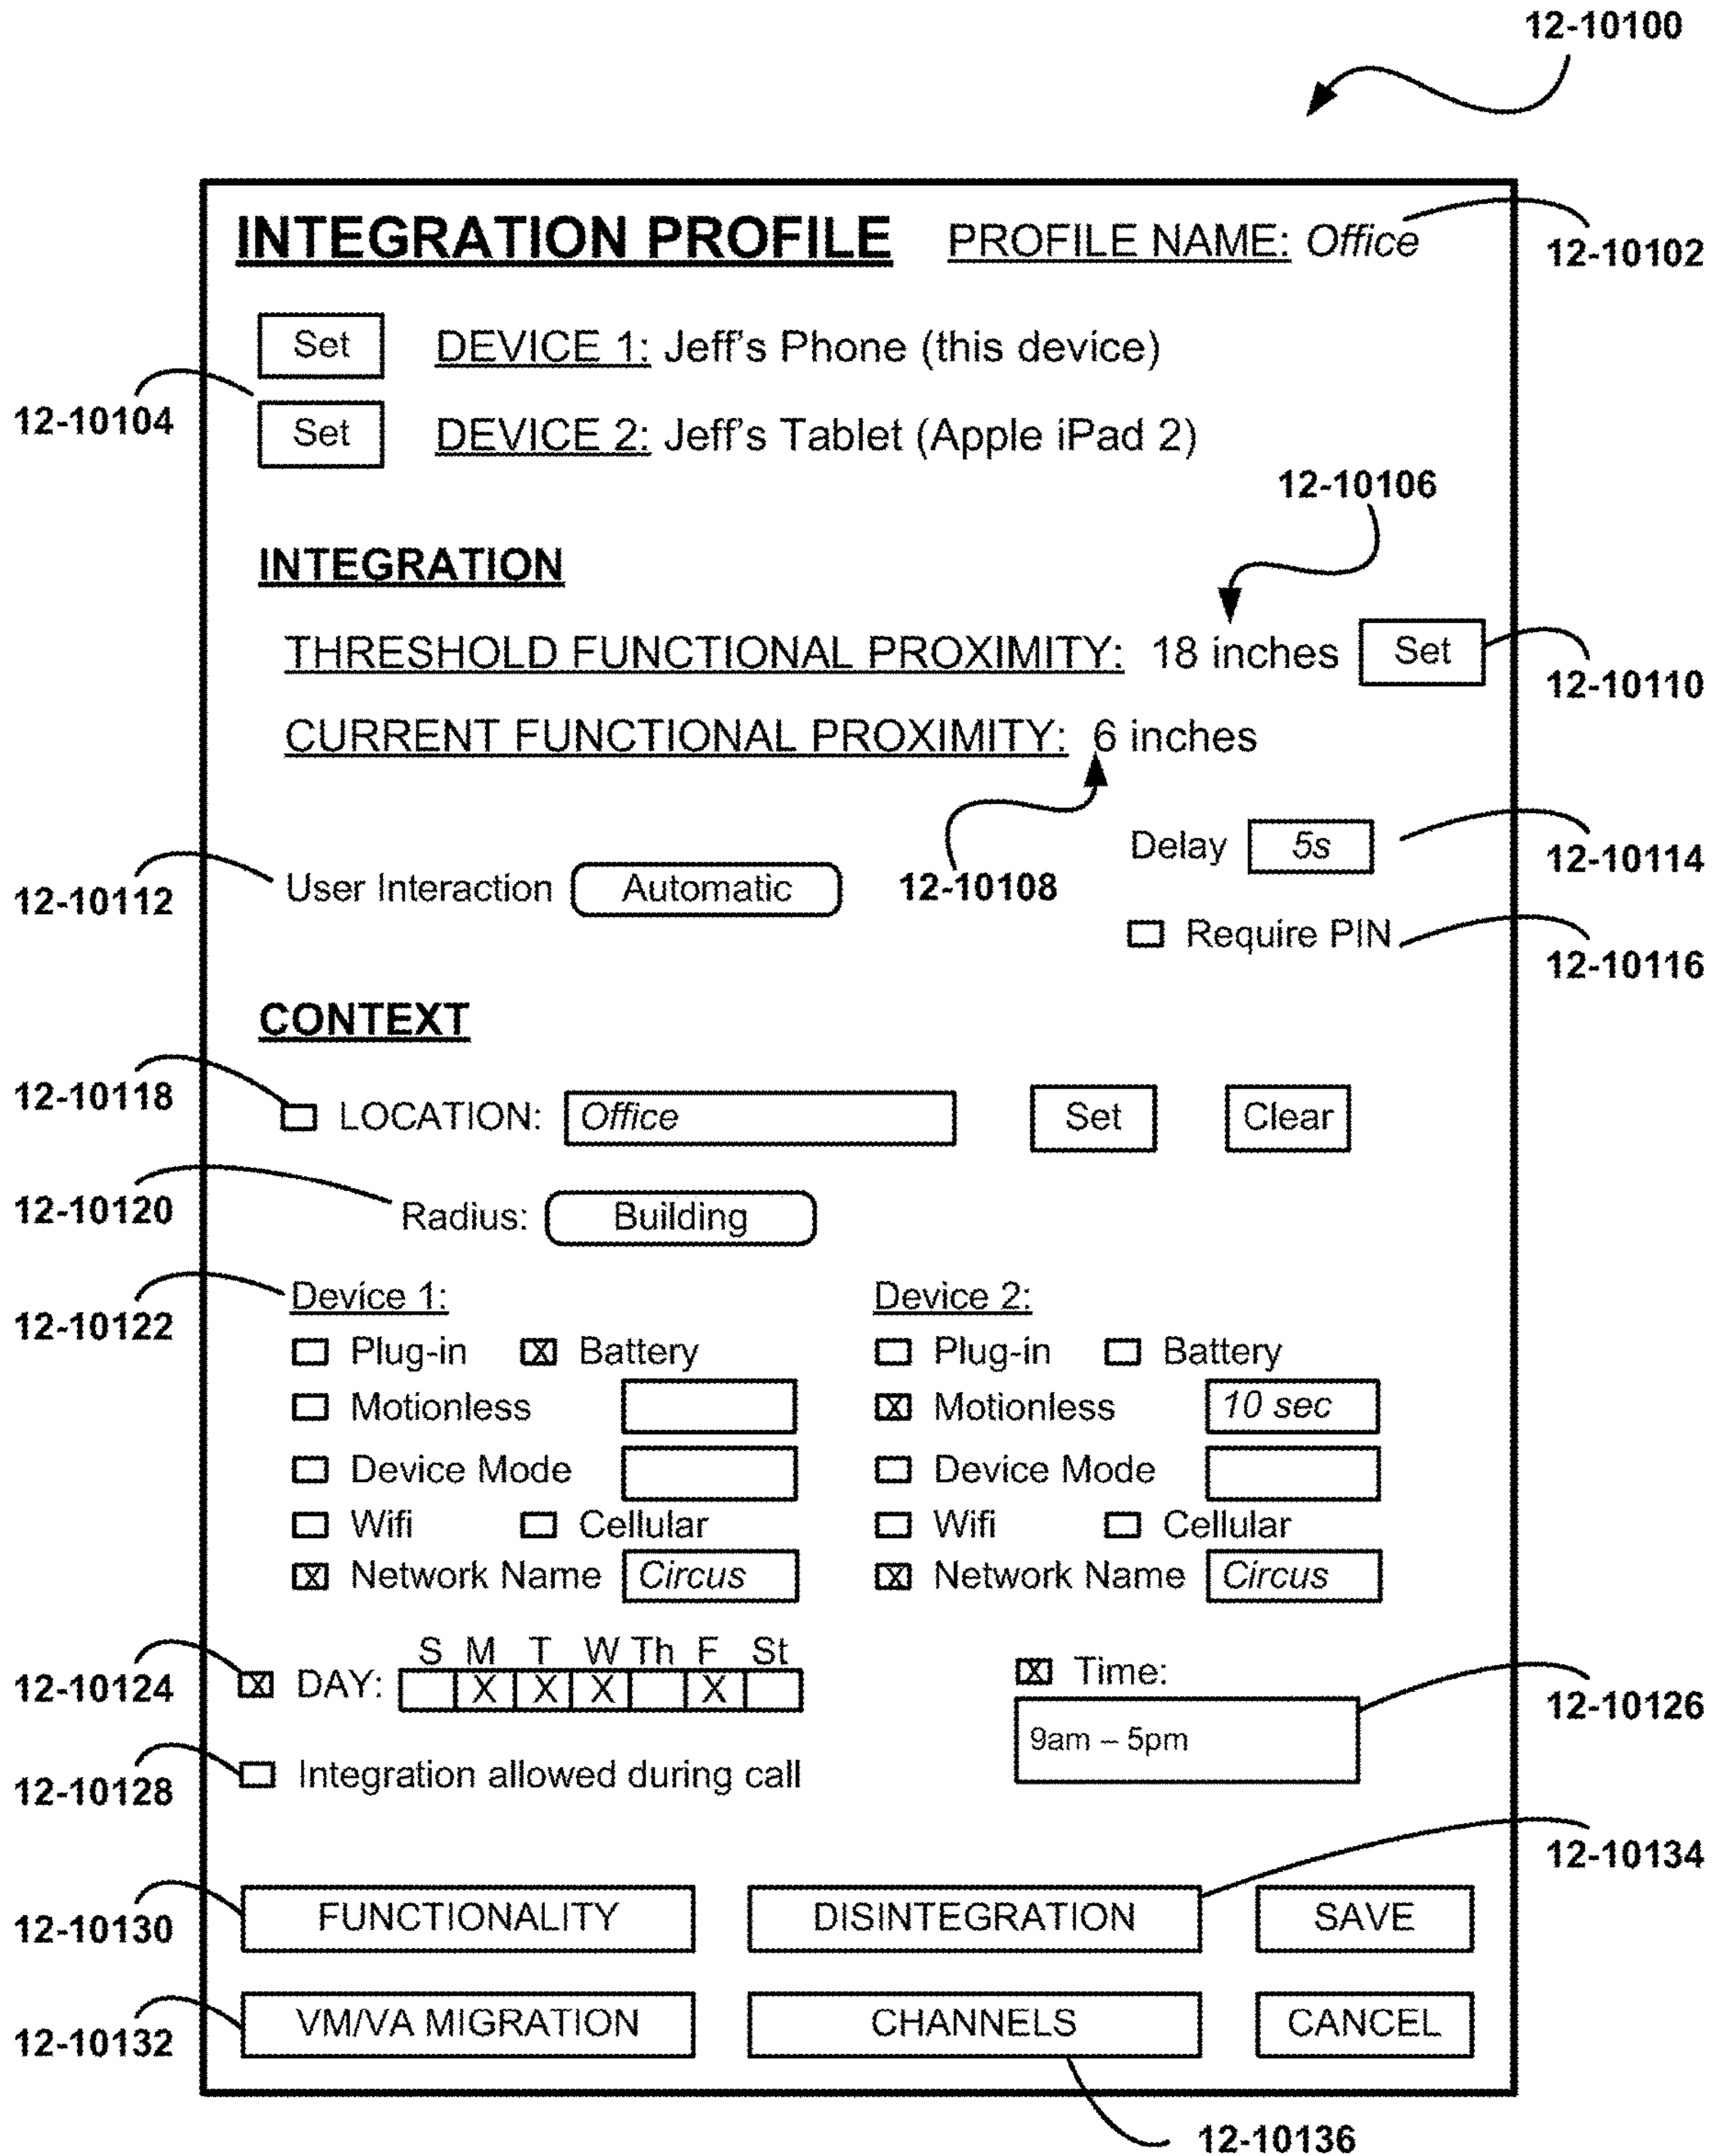 12-10100
INTEGRATION PROFILE PROFILE NAME: Office
12-10102
Set DEVICE 1: Jeff's Phone (this device)
12-10104
Set DEVICE 2: Jeff's Tablet (Apple iPad 2)
12-10106
INTEGRATION
THRESHOLD FUNCTIONAL PROXIMITY: 18 inches Set
12-10110
CURRENT FUNCTIONAL PROXIMITY: 6 inches
Delay 5s
12-10114
12-10112 User Interaction Automatic 12-10108
Require PIN
12-10116
CONTEXT
12-10118
LOCATION: Office Set Clear
12-10120 Radius: Building
12-10122
Device 1: Device 2:
Plug-in X Battery Plug-in Battery
Motionless X Motionless 10 sec
Device Mode Device Mode
Wifi Cellular Wifi Cellular
X Network Name Circus X Network Name Circus
S M T W Th F St
12-10124 X DAY: X X X X
X Time:
12-10126
9am – 5pm
12-10128 Integration allowed during call
12-10134
12-10130 FUNCTIONALITY DISINTEGRATION SAVE
12-10132 VM/VA MIGRATION CHANNELS CANCEL
12-10136